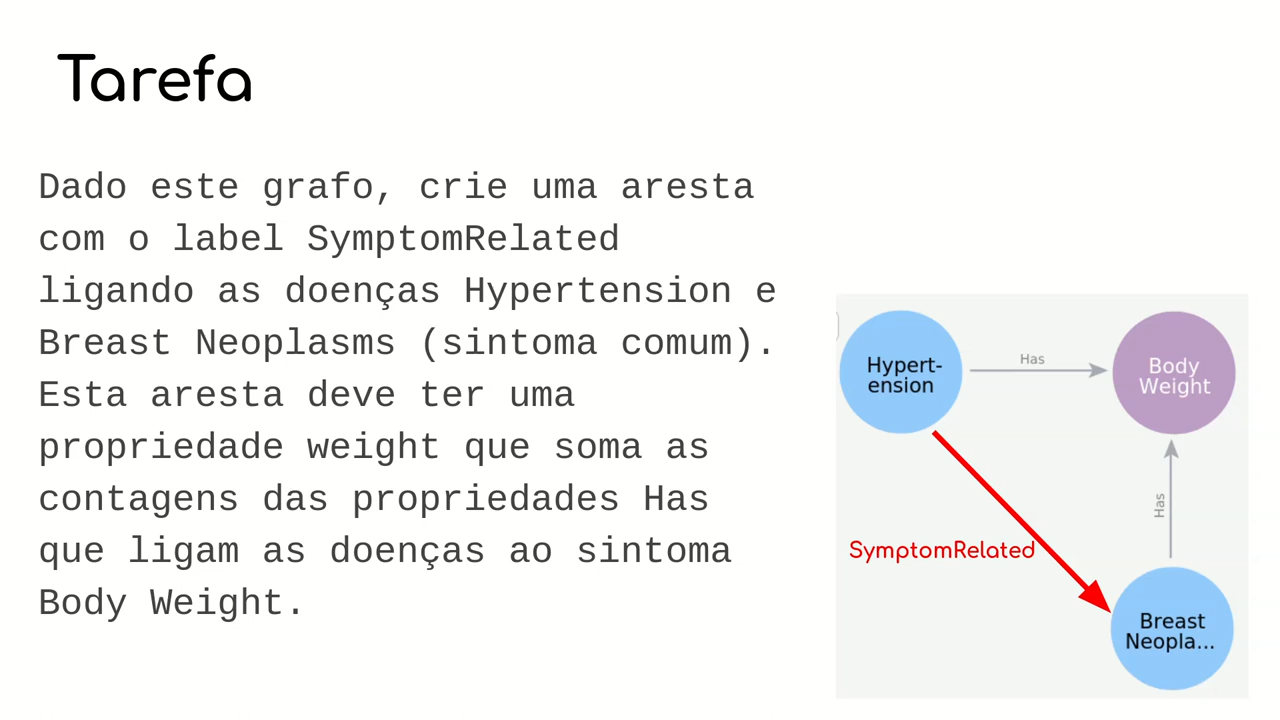 Tarefa
Dado este grafo, crie uma aresta
com o label SymptomRelated
ligando as doenças Hypertension e
Breast Neoplasms (sintoma comum).
Esta aresta deve ter uma
propriedade weight que soma as
contagens das propriedades Has
que ligam as doenças ao sintoma
Body Weight.
Hypert-
ension
Has
Body
Weight
Has
SymptomRelated
Breast
Neopla...